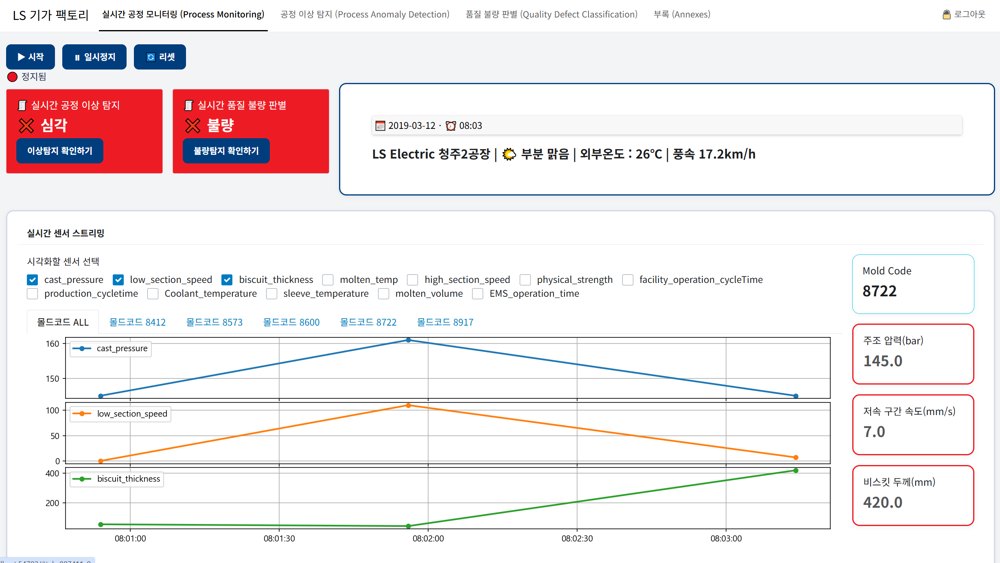 LS 기가 팩토리 실시간 공정 모니터링 (Process Monitoring) 공정 이상 탐지 (Process Anomaly Detection) 품질 불량 판별 (Quality Defect Classification) 부록 (Annexes) 로그아웃
시작 일시정지 리셋
정지됨
실시간 공정 이상 탐지
심각
이상탐지 확인하기
실시간 품질 불량 판별
불량
불량탐지 확인하기
2019-03-12 · 08:03
LS Electric 청주2공장 | 부분 맑음 | 외부온도 : 26°C | 풍속 17.2km/h
실시간 센서 스트리밍
시각화할 센서 선택
cast_pressure low_section_speed biscuit_thickness molten_temp high_section_speed physical_strength facility_operation_cycleTime
production_cycletime Coolant_temperature sleeve_temperature molten_volume EMS_operation_time
몰드코드 ALL 몰드코드 8412 몰드코드 8573 몰드코드 8600 몰드코드 8722 몰드코드 8917
160
150
cast_pressure
100
50
0
low_section_speed
400
200
biscuit_thickness
08:01:00 08:01:30 08:02:00 08:02:30 08:03:00
Mold Code
8722
주조 압력(bar)
145.0
저속 구간 속도(mm/s)
7.0
비스킷 두께(mm)
420.0